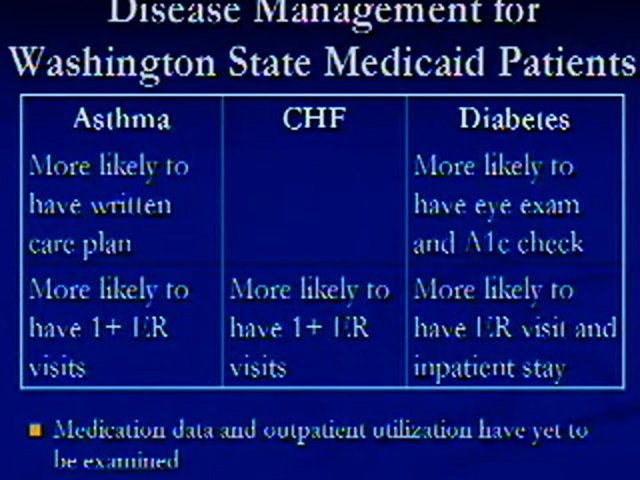 Disease Management for
Washington State Medicaid Patients
Asthma CHF Diabetes
More likely to
have written
care plan
More likely to
have eye exam
and A1c check
More likely to
have 1+ ER
visits
More likely to
have 1+ ER
visits
More likely to
have ER visit and
inpatient stay
Medication data and outpatient utilization have yet to
be examined